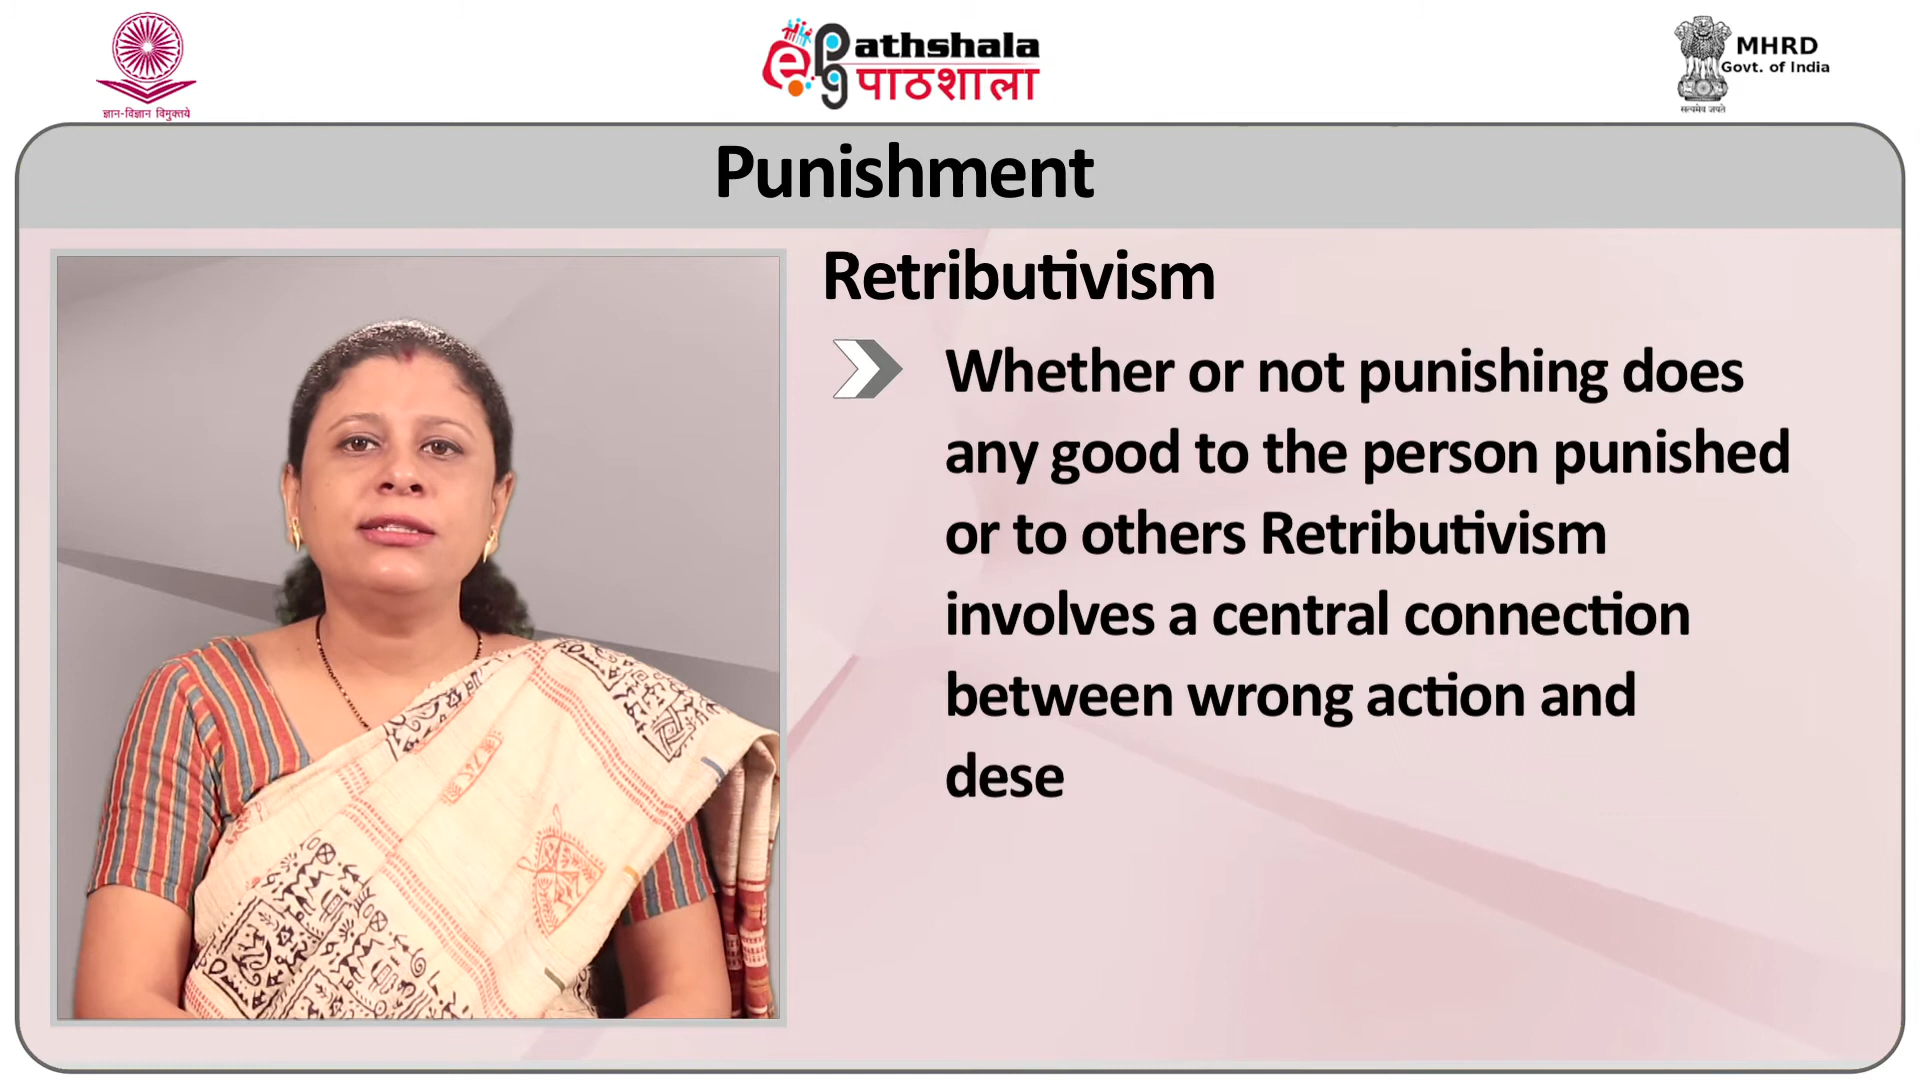 ज्ञान-विज्ञान विमुक्तये
ePathshala
पाठशाला
MHRD
Govt. of India
सत्यमेव जयते
Punishment
Retributivism
Whether or not punishing does
any good to the person punished
or to others Retributivism
involves a central connection
between wrong action and
dese